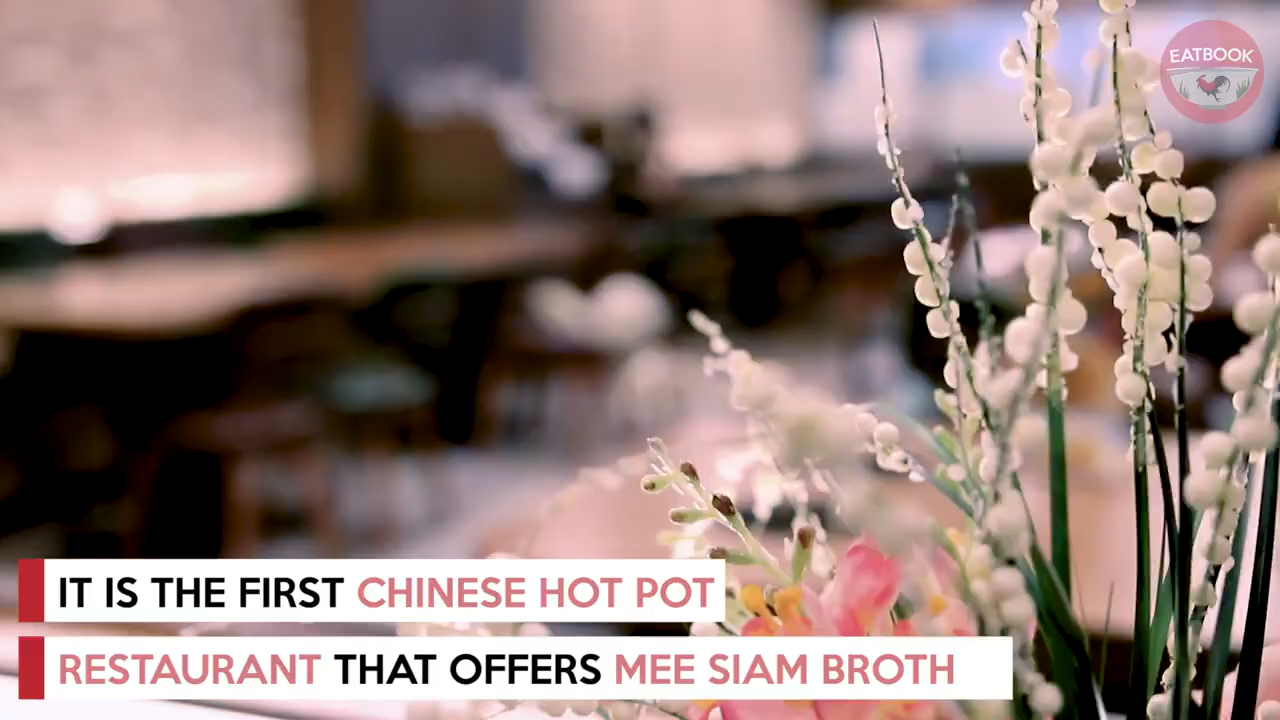 EATBOOK
IT IS THE FIRST CHINESE HOT POT
RESTAURANT THAT OFFERS MEE SIAM BROTH